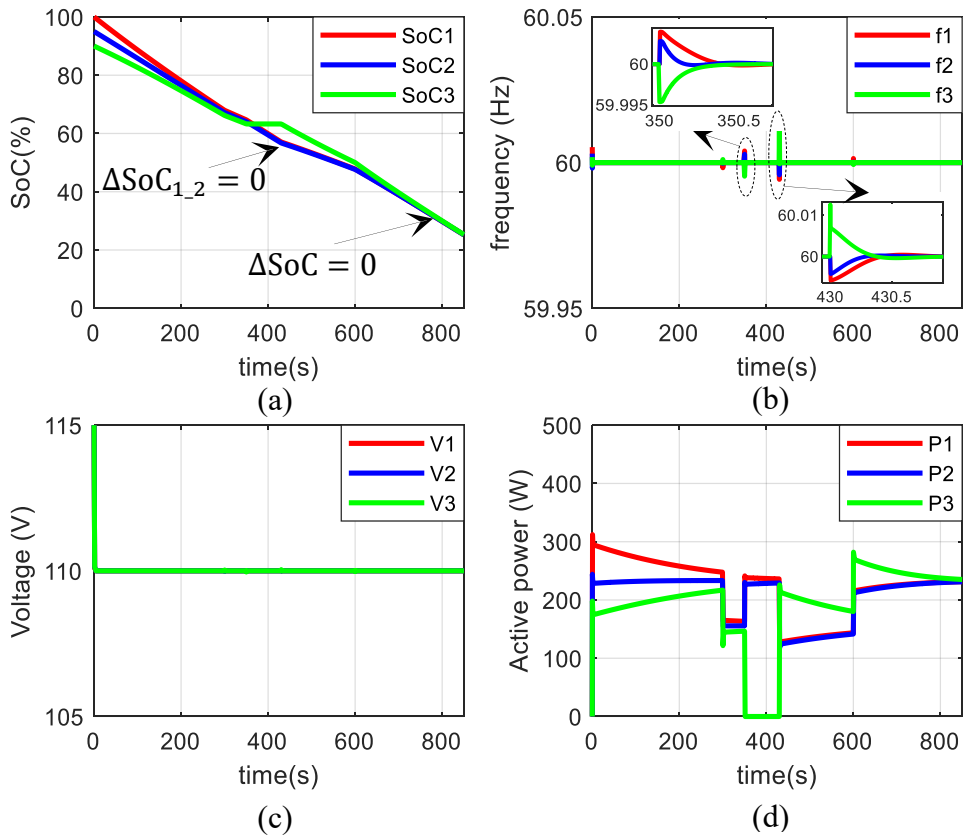 100
80
60
40
20
0
SoC(%)
SoC1
SoC2
SoC3
ΔSoC1_2 = 0
ΔSoC = 0
0 200 400 600 800
time(s)
(a)
60.05
60
59.95
frequency (Hz)
f1
f2
f3
60
59.995
350 350.5
60.01
60
430 430.5
0 200 400 600 800
time(s)
(b)
115
110
105
Voltage (V)
V1
V2
V3
0 200 400 600 800
time(s)
(c)
500
400
300
200
100
0
Active power (W)
P1
P2
P3
0 200 400 600 800
time(s)
(d)